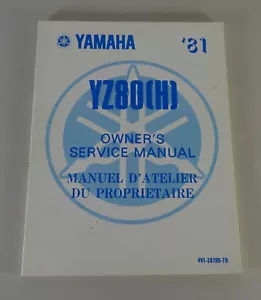 YAMAHA '81
YZ80(H)
OWNER'S
SERVICE MANUAL
MANUEL D'ATELIER
DU PROPRIETAIRE